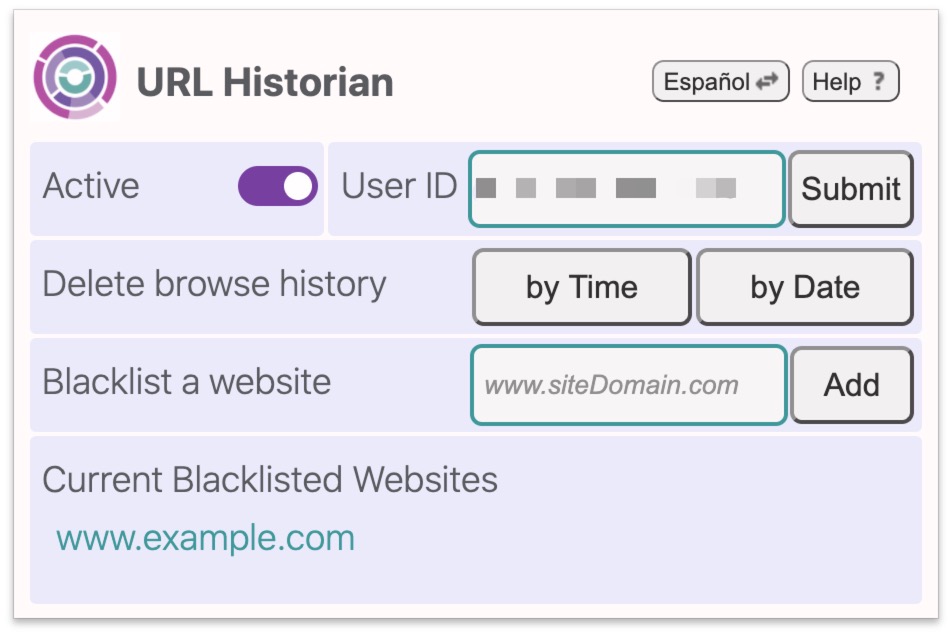 URL Historian
Español
Help ?
Active
User ID
Submit
Delete browse history
by Time
by Date
Blacklist a website
www.siteDomain.com
Add
Current Blacklisted Websites
www.example.com